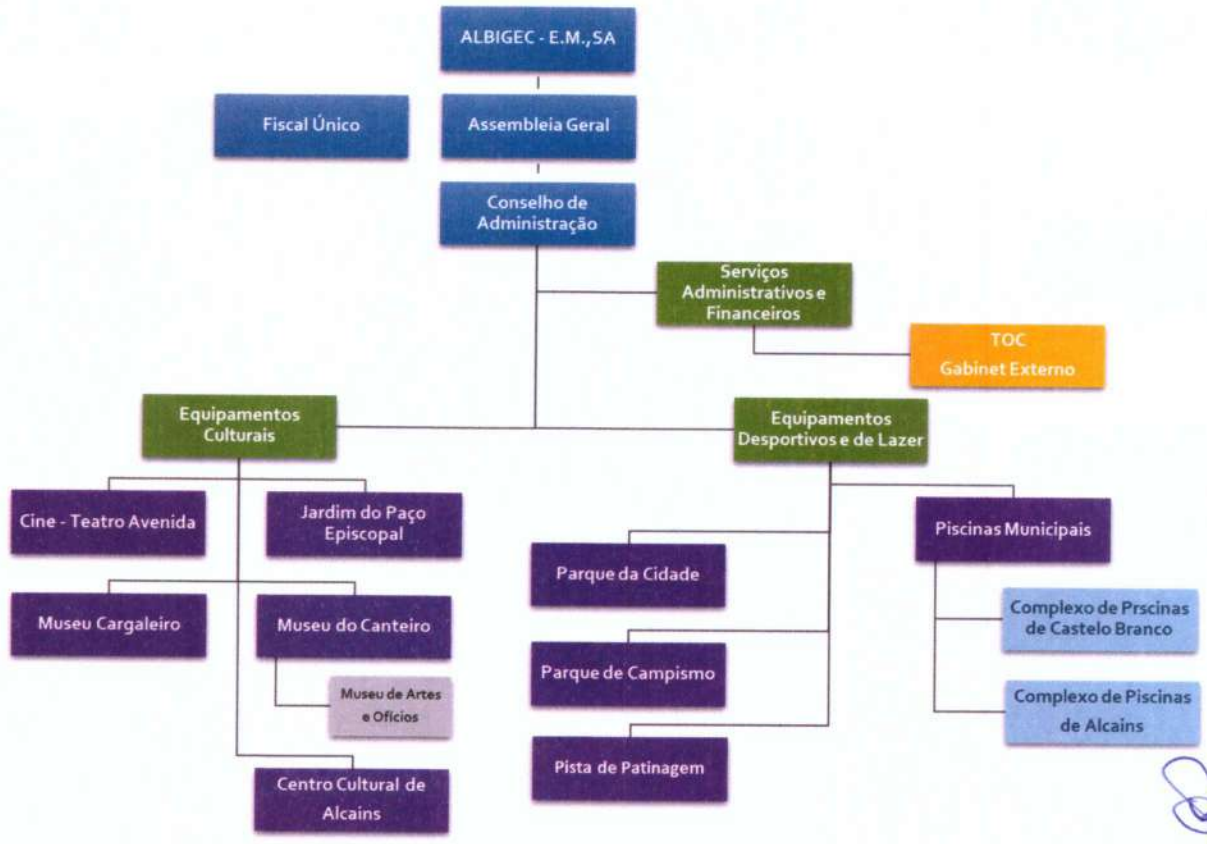 ALBIGEC - E.M.,SA
Fiscal Único
Assembleia Geral
Conselho de
Administração
Serviços
Administrativos e
Financeiros
TOC
Gabinet Externo
Equipamentos
Culturais
Equipamentos
Desportivos e de Lazer
Cine - Teatro Avenida
Jardim do Paço
Episcopal
Piscinas Municipais
Parque da Cidade
Museu Cargaleiro
Museu do Canteiro
Complexo de Prscinas
de Castelo Branco
Parque de Campismo
Museu de Artes
e Ofícios
Complexo de Piscinas
de Alcains
Pista de Patinagem
Centro Cultural de
Alcains